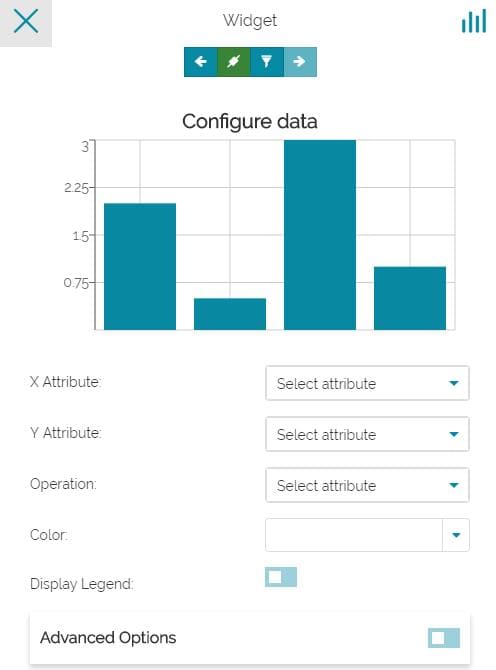 Widget
Configure data
3
2.25
1.5
0.75
X Attribute: Select attribute
Y Attribute: Select attribute
Operation: Select attribute
Color:
Display Legend:
Advanced Options